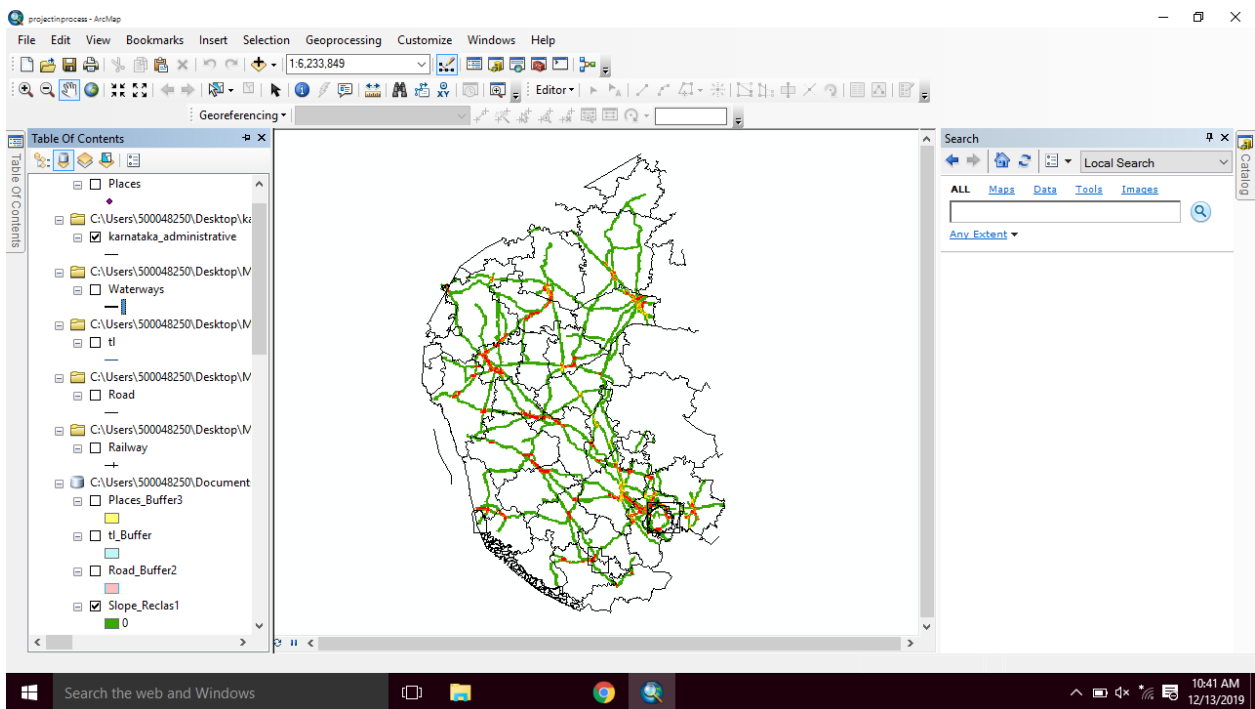 projectinprocess - ArcMap
File Edit View Bookmarks Insert Selection Geoprocessing Customize Windows Help
1:6,233,849
Editor
Georeferencing
Table Of Contents
Table Of Contents
Places
C:\Users\500048250\Desktop\ka
karnataka_administrative
C:\Users\500048250\Desktop\M
Waterways
C:\Users\500048250\Desktop\M
tl
C:\Users\500048250\Desktop\M
Road
C:\Users\500048250\Desktop\M
Railway
C:\Users\500048250\Document
Places_Buffer3
tl_Buffer
Road_Buffer2
Slope_Reclas1
0
Search
Local Search
ALL Maps Data Tools Images
Any Extent
Catalog
Search the web and Windows
10:41 AM
12/13/2019